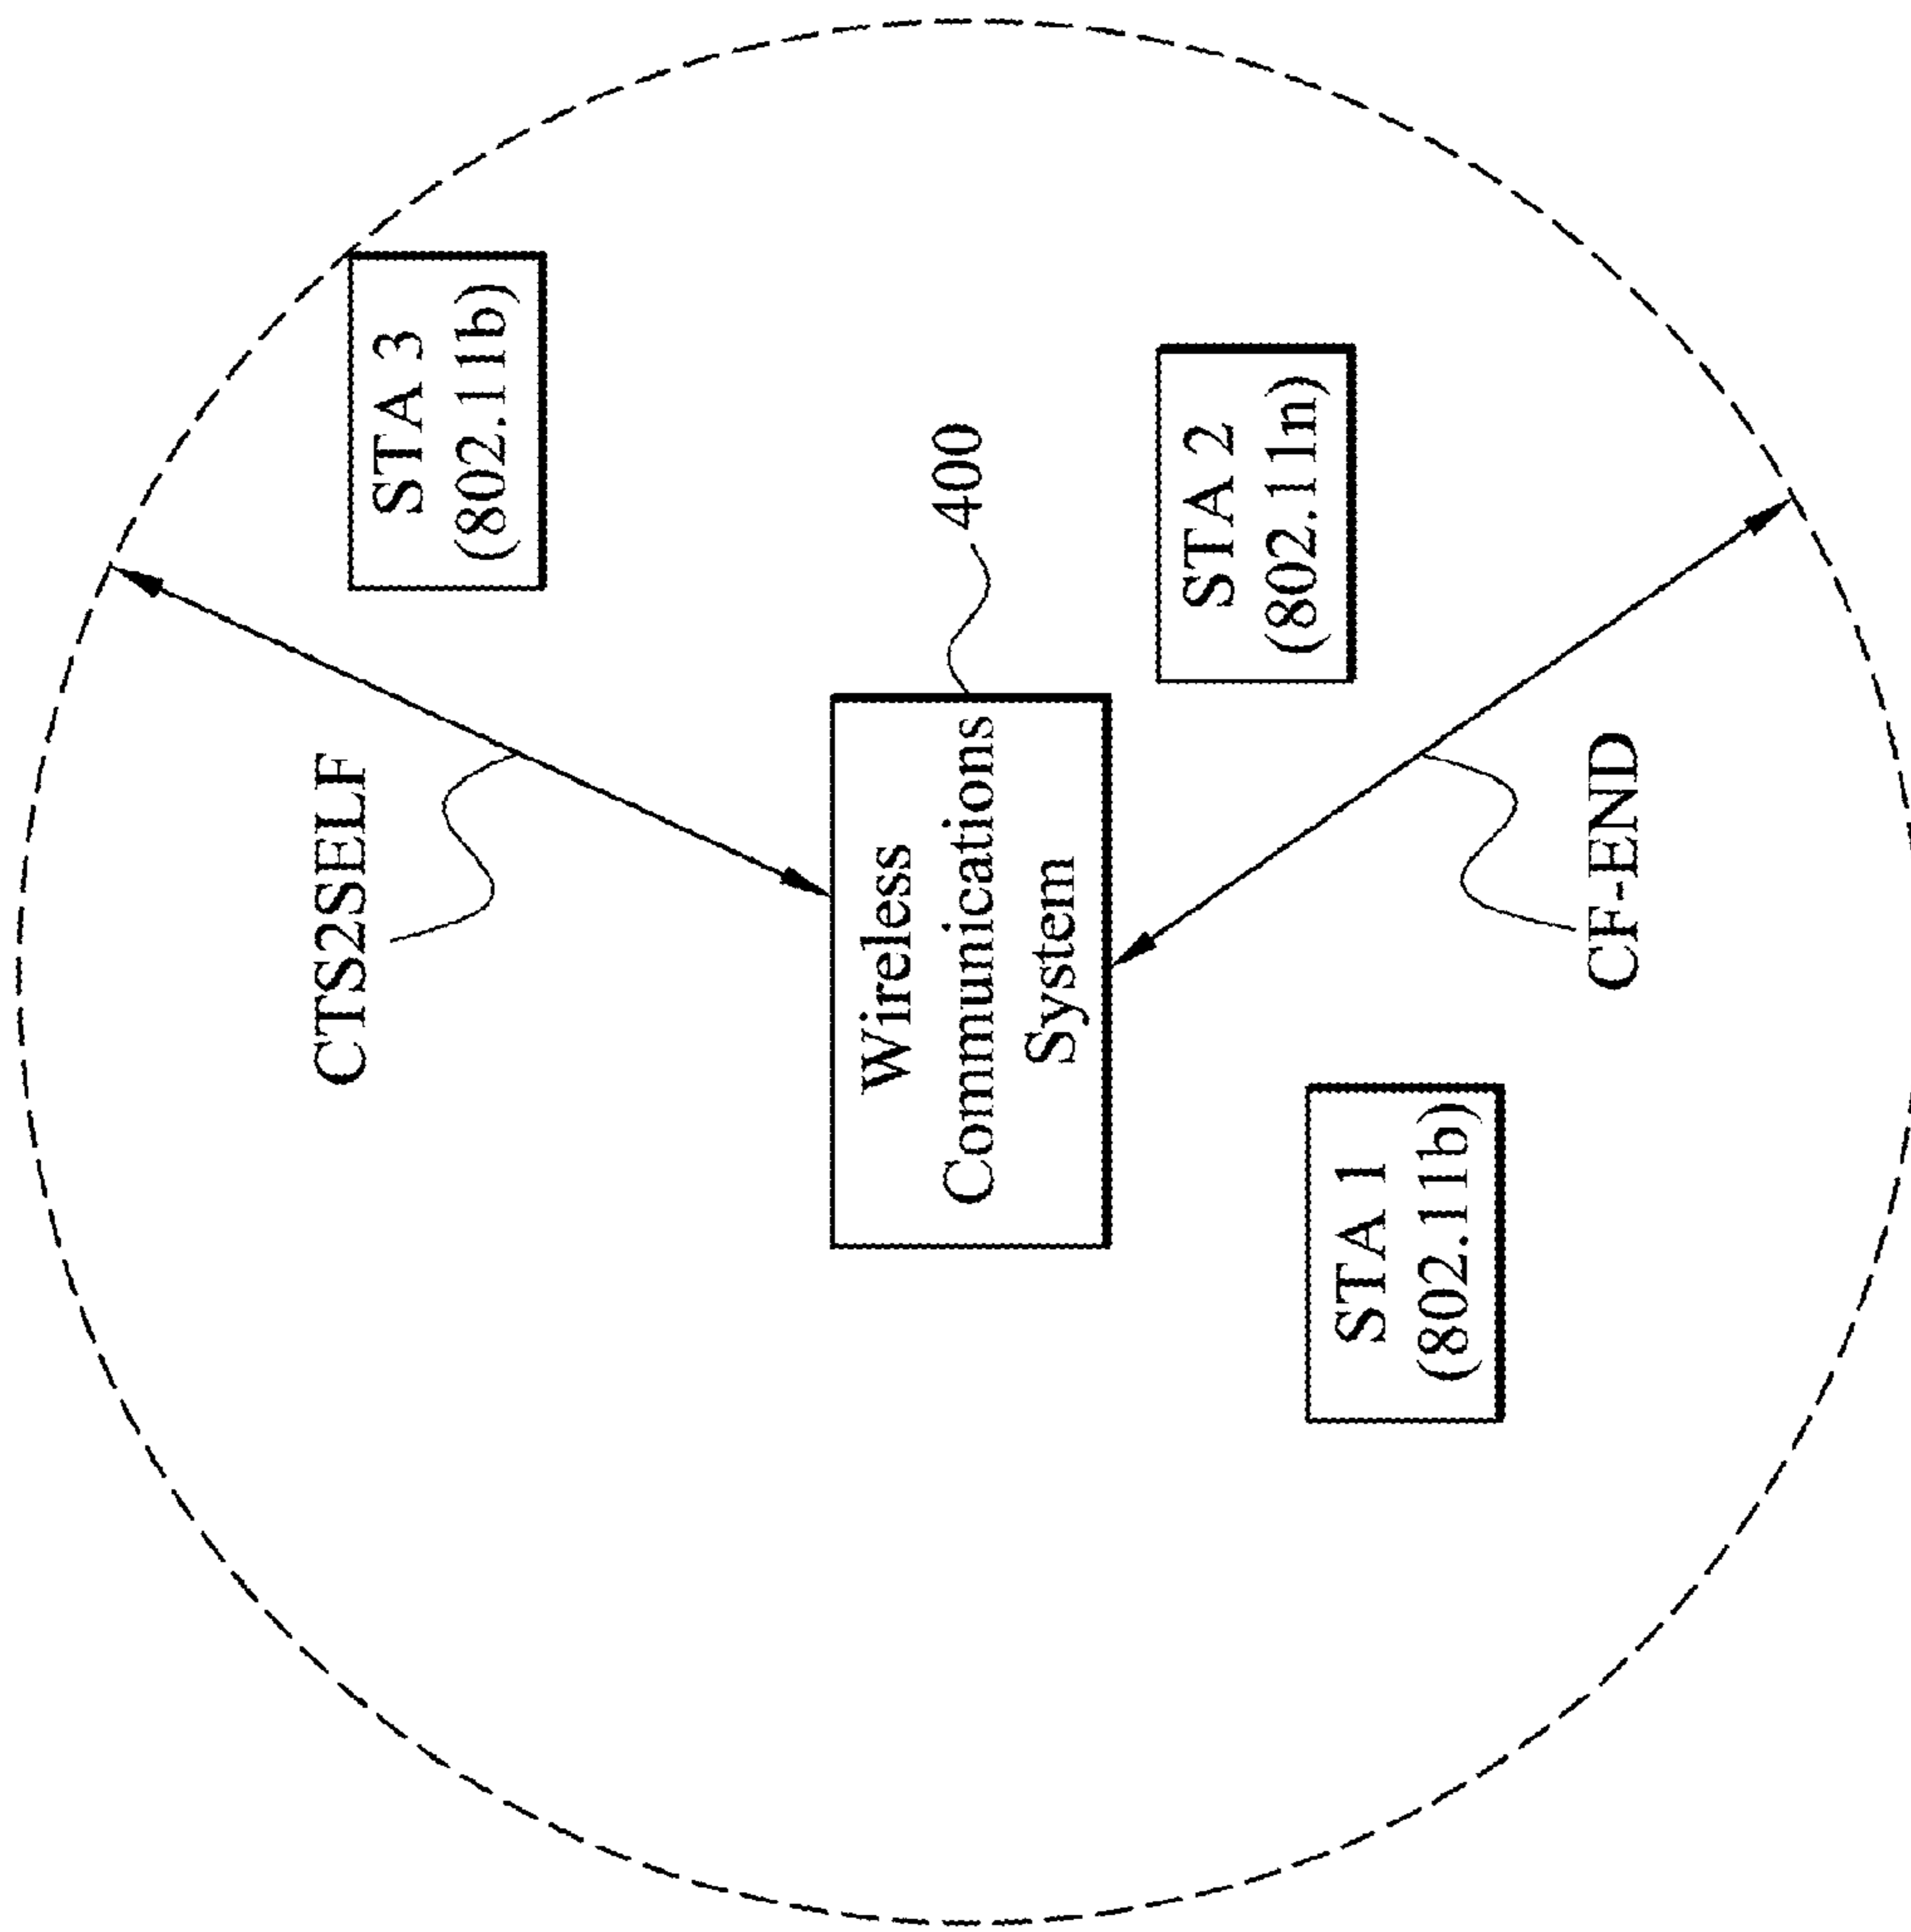 CTS2SELF
STA 3
(802.11b)
Wireless
Communications
System
400
STA 2
(802.11n)
STA 1
(802.11b)
CF-END